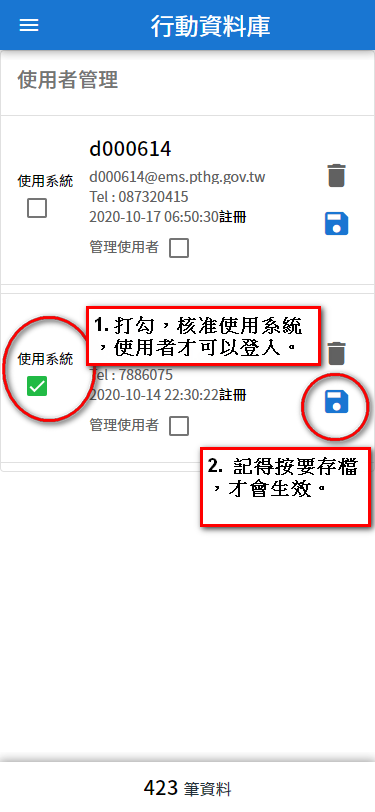 行動資料庫
使用者管理
d000614
使用系統
d000614@ems.pthg.gov.tw
Tel : 087320415
2020-10-17 06:50:30註冊
管理使用者
1. 打勾，核准使用系統
，使用者才可以登入。
使用系統
Tel : 7886075
2020-10-14 22:30:22註冊
管理使用者
2. 記得按要存檔
，才會生效。
423 筆資料